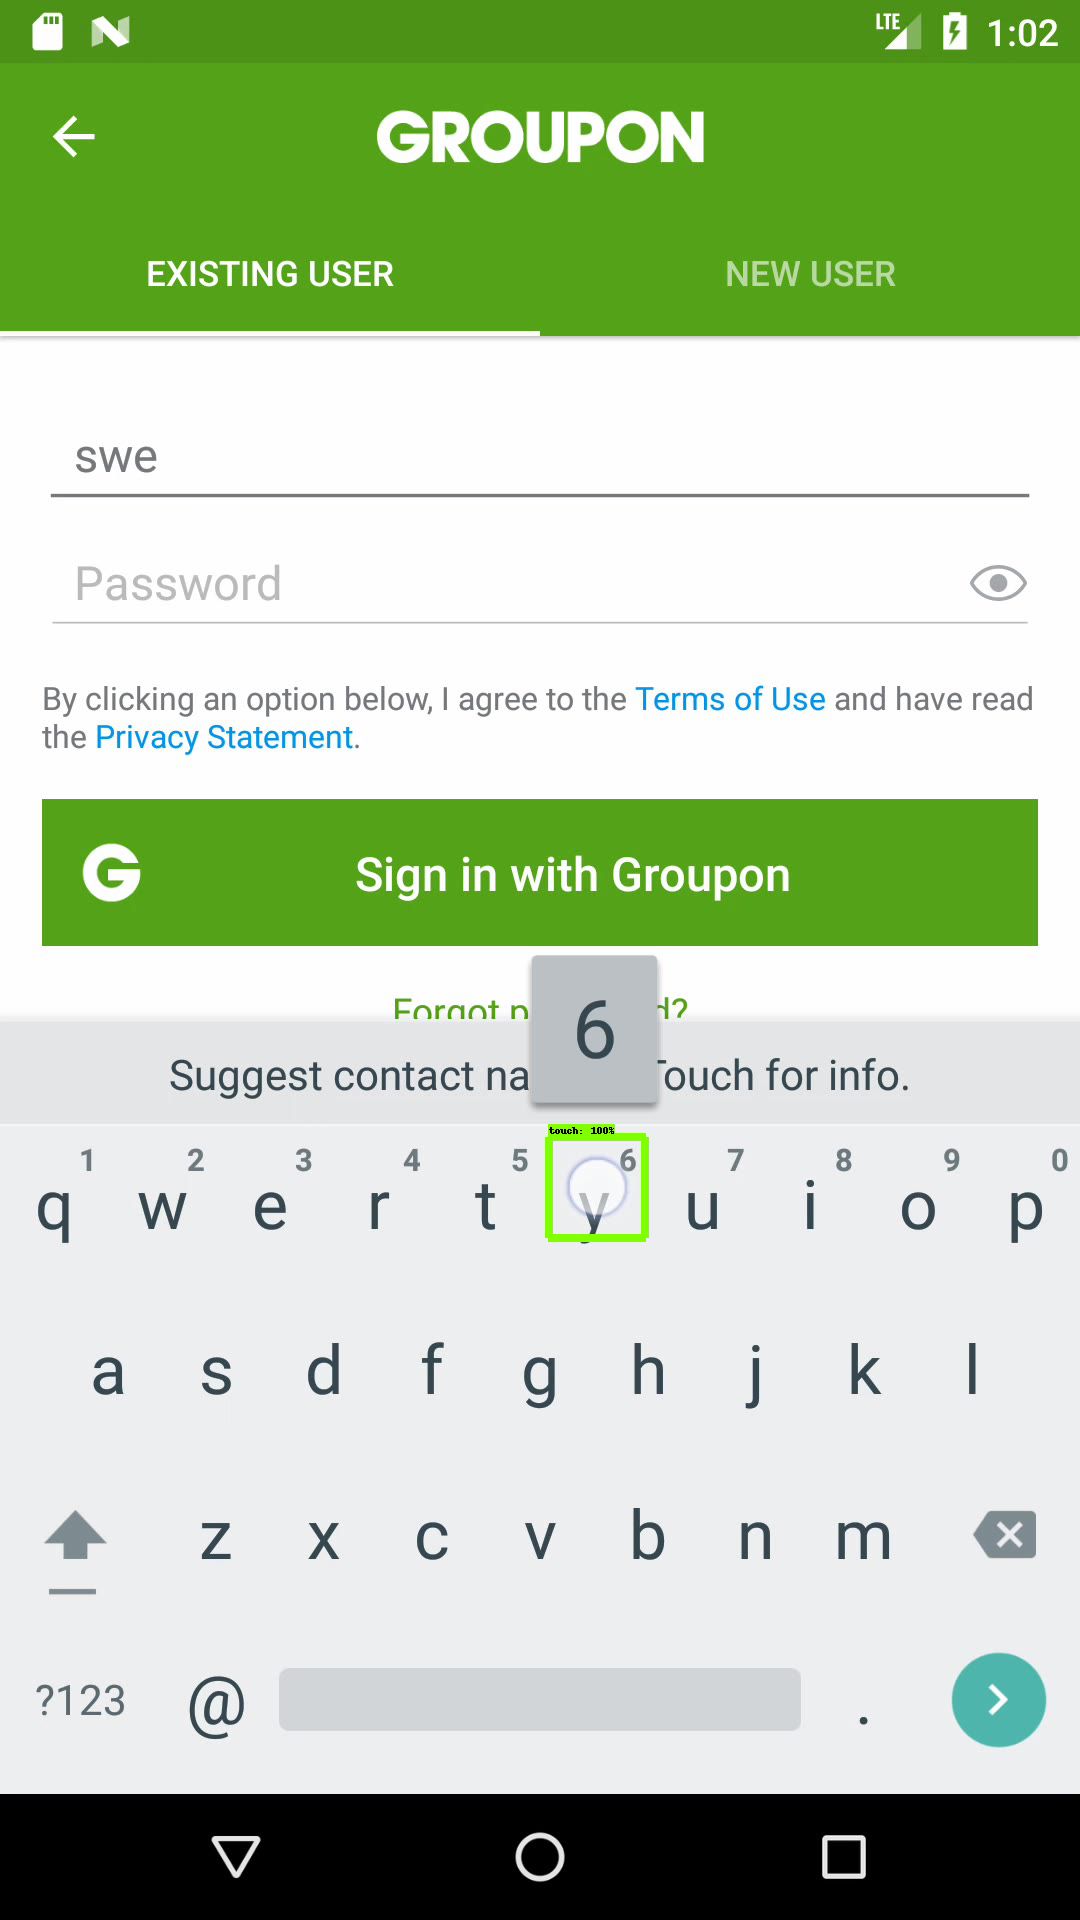 LTE 1:02
GROUPON
EXISTING USER NEW USER
swe
Password
By clicking an option below, I agree to the Terms of Use and have read
the Privacy Statement.
G Sign in with Groupon
Forgot p d?
6
Suggest contact na Touch for info.
touch: 100%
1 2 3 4 5 6 7 8 9 0
q w e r t y u i o p
a s d f g h j k l
z x c v b n m
?123 @ .